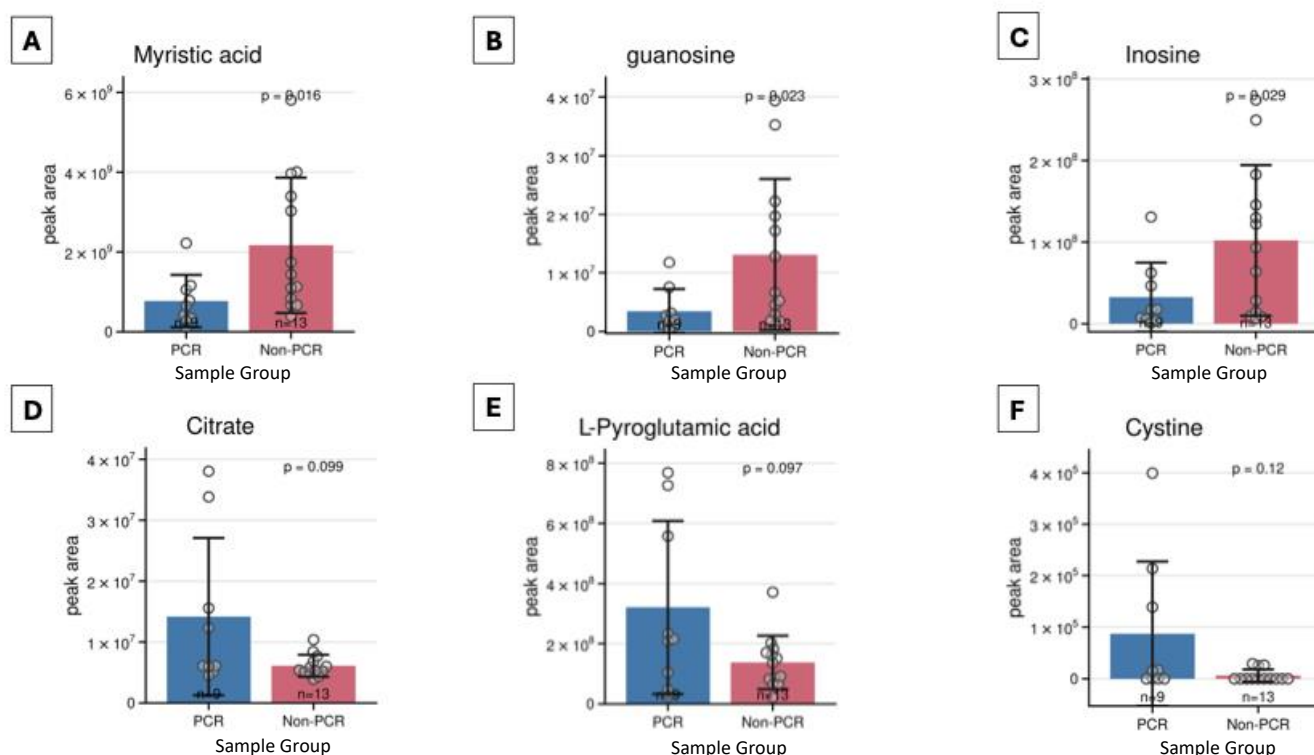 A
Myristic acid
6 × 10⁹
4 × 10⁹
2 × 10⁹
0
peak area
p = 0.016
n=13
PCR
Non-PCR
Sample Group
B
guanosine
4 × 10⁷
3 × 10⁷
2 × 10⁷
1 × 10⁷
0
peak area
p = 0.023
n=9
n=13
PCR
Non-PCR
Sample Group
C
Inosine
3 × 10⁸
2 × 10⁸
1 × 10⁸
0
peak area
p = 0.029
n=9
n=13
PCR
Non-PCR
Sample Group
D
Citrate
4 × 10⁷
3 × 10⁷
2 × 10⁷
1 × 10⁷
0
peak area
p = 0.099
n=9
n=13
PCR
Non-PCR
Sample Group
E
L-Pyroglutamic acid
8 × 10⁸
6 × 10⁸
4 × 10⁸
2 × 10⁸
0
peak area
p = 0.097
n=13
PCR
Non-PCR
Sample Group
F
Cystine
4 × 10⁵
3 × 10⁵
2 × 10⁵
1 × 10⁵
0
peak area
p = 0.12
n=9
n=13
PCR
Non-PCR
Sample Group